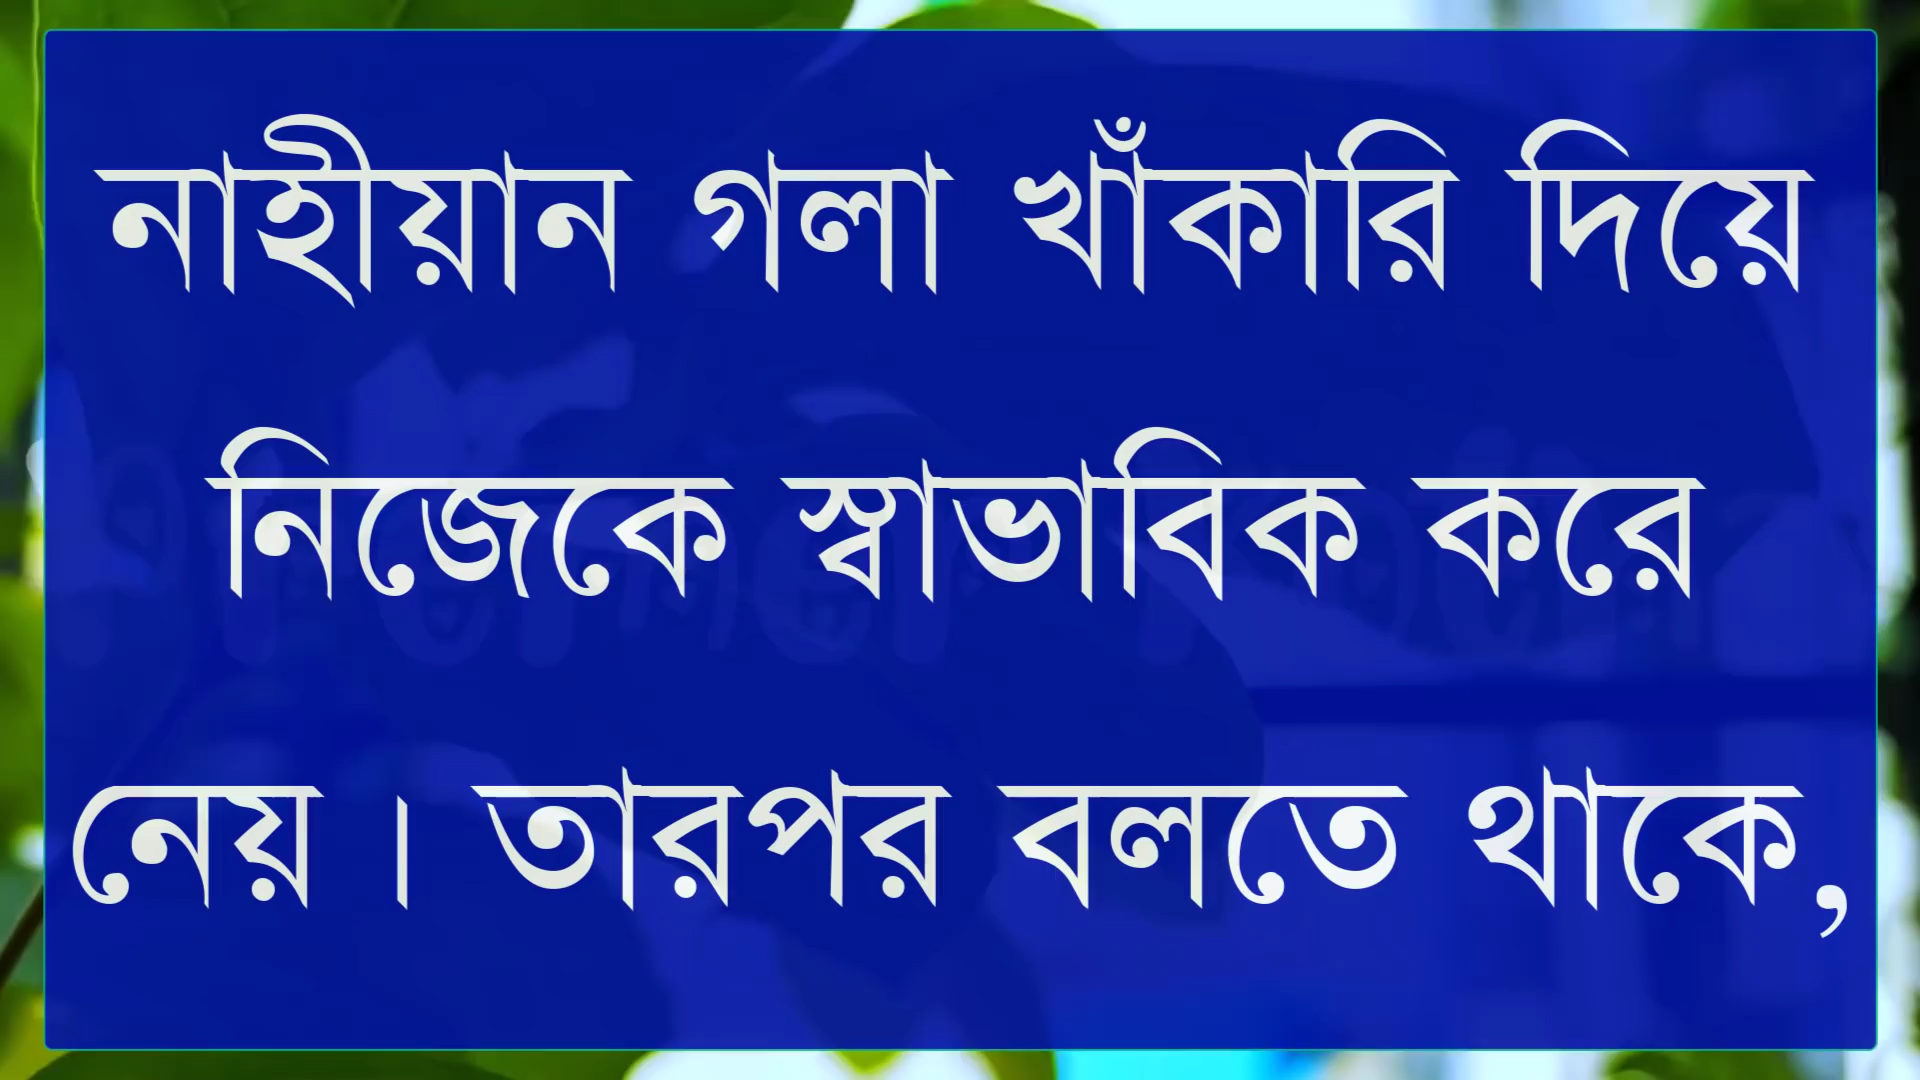 নাহীয়ান গলা খাঁকারি দিয়ে
নিজেকে স্বাভাবিক করে
নেয় । তারপর বলতে থাকে,